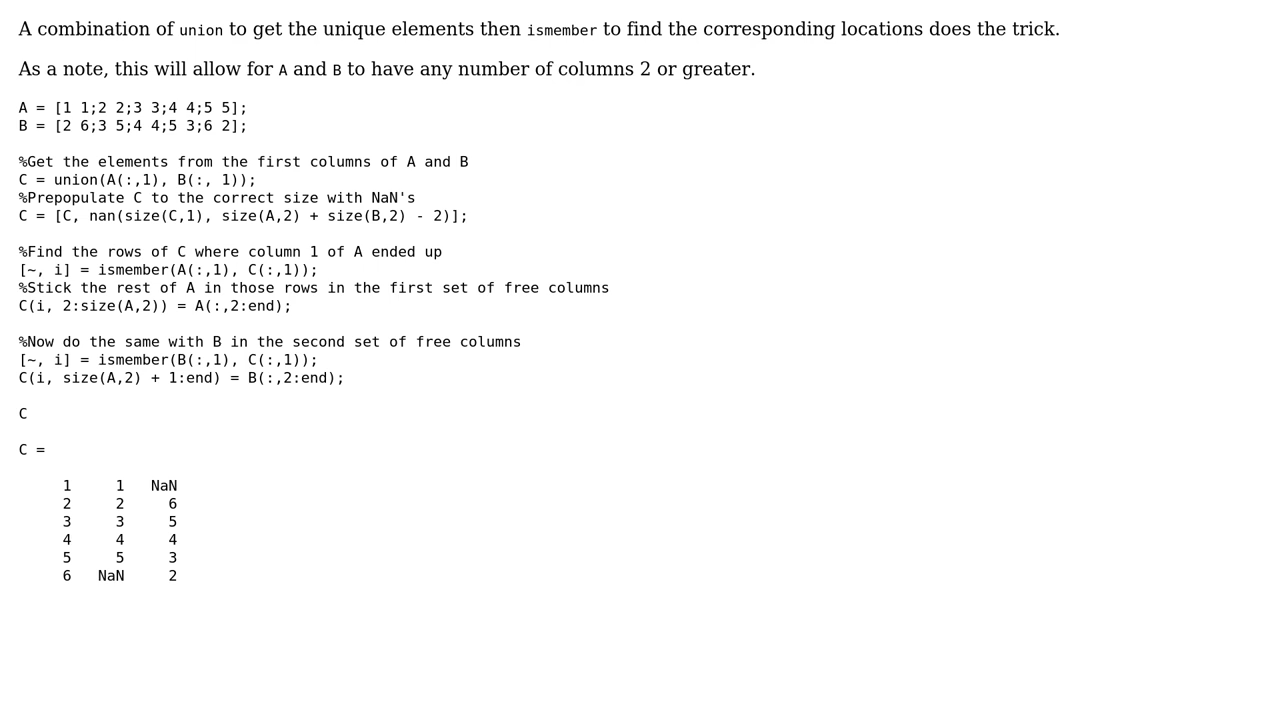 A combination of union to get the unique elements then ismember to find the corresponding locations does the trick.
As a note, this will allow for A and B to have any number of columns 2 or greater.
A = [1 1;2 2;3 3;4 4;5 5];
B = [2 6;3 5;4 4;5 3;6 2];
%Get the elements from the first columns of A and B
C = union(A(:,1), B(:, 1));
%Prepopulate C to the correct size with NaN's
C = [C, nan(size(C,1), size(A,2) + size(B,2) - 2)];
%Find the rows of C where column 1 of A ended up
[~, i] = ismember(A(:,1), C(:,1));
%Stick the rest of A in those rows in the first set of free columns
C(i, 2:size(A,2)) = A(:,2:end);
%Now do the same with B in the second set of free columns
[~, i] = ismember(B(:,1), C(:,1));
C(i, size(A,2) + 1:end) = B(:,2:end);
C
C =
     1     1   NaN
     2     2     6
     3     3     5
     4     4     4
     5     5     3
     6   NaN     2